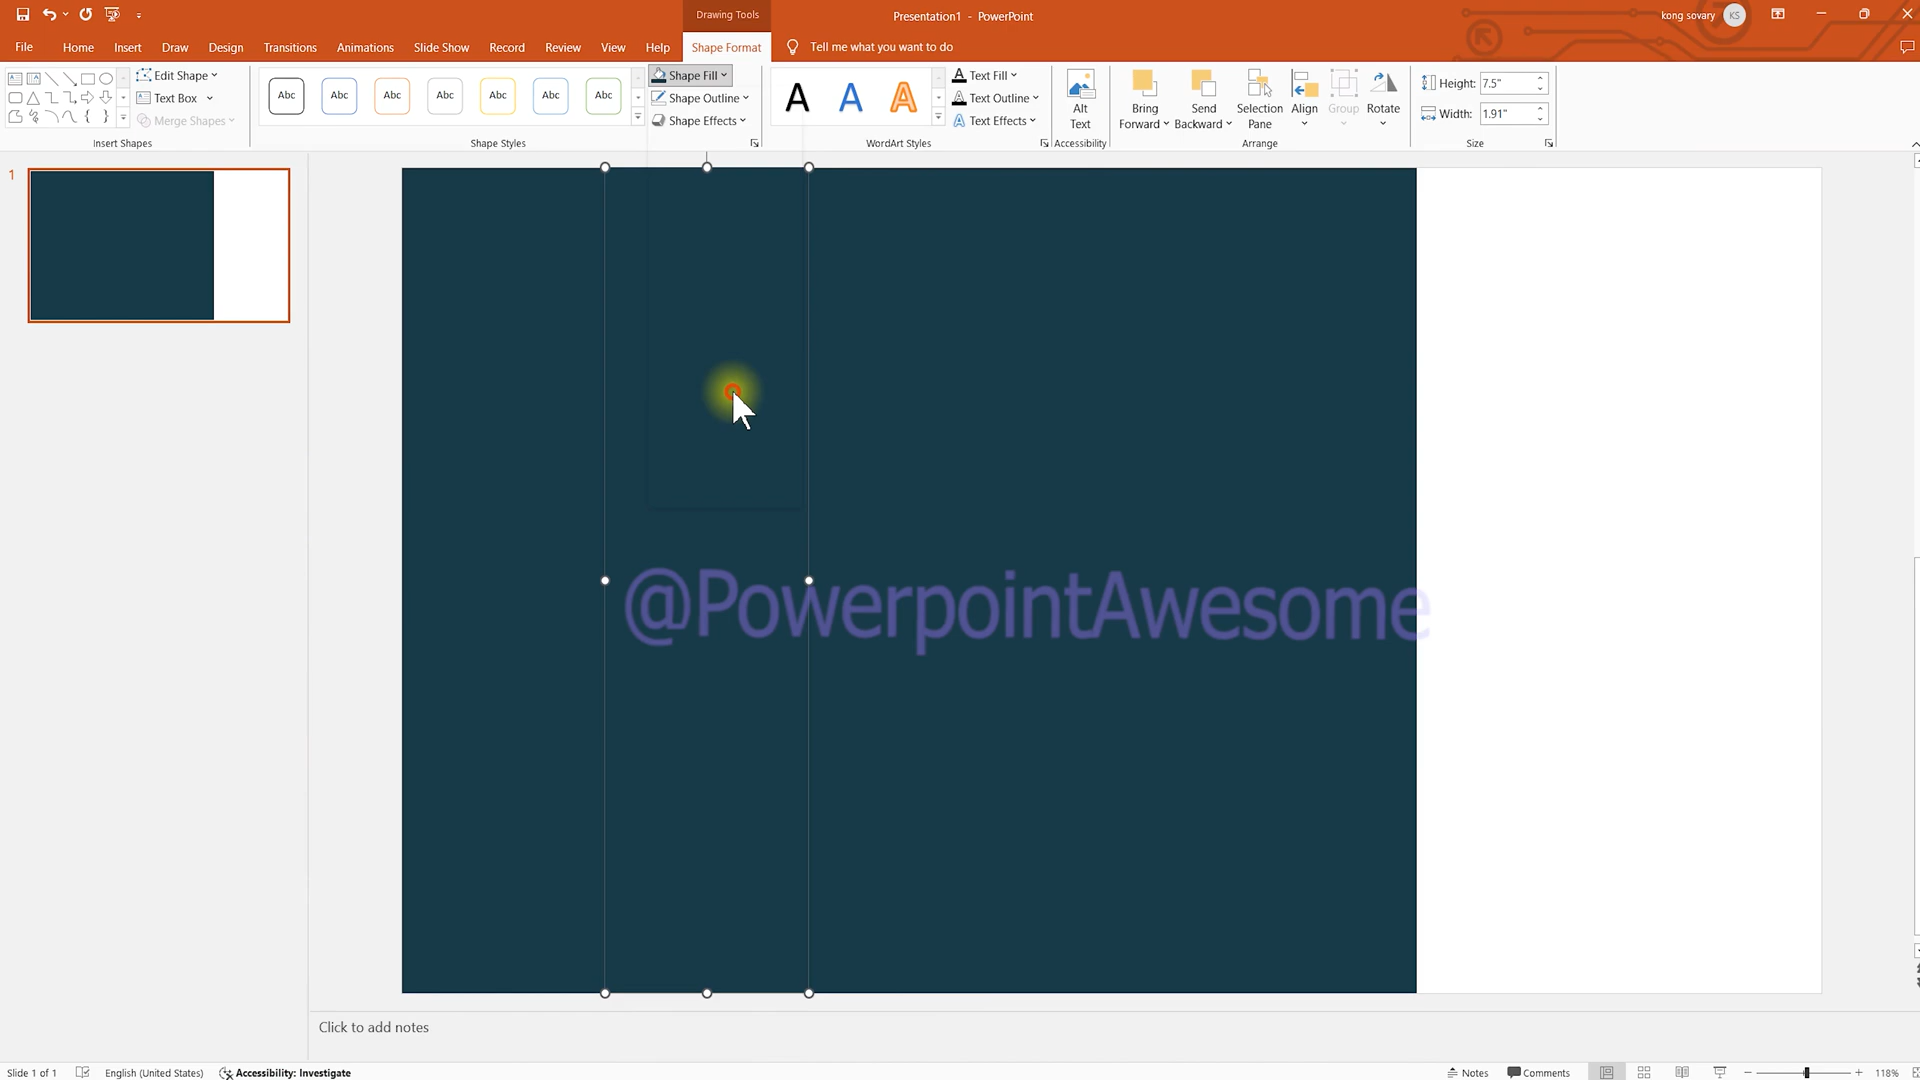 Drawing Tools
Presentation1 - PowerPoint
kong sovary
KS
File
Home
Insert
Draw
Design
Transitions
Animations
Slide Show
Record
Review
View
Help
Shape Format
Tell me what you want to do
Edit Shape
Text Box
Merge Shapes
Insert Shapes
Abc
Abc
Abc
Abc
Abc
Abc
Abc
Shape Styles
Shape Fill
Shape Outline
Shape Effects
A
A
A
WordArt Styles
Text Fill
Text Outline
Text Effects
Alt
Text
Accessibility
Bring
Forward
Send
Backward
Selection
Pane
Align
Group
Rotate
Arrange
Height:
7.5"
Width:
1.91"
Size
1
@PowerpointAwesome
Click to add notes
Slide 1 of 1
English (United States)
Accessibility: Investigate
Notes
Comments
118%